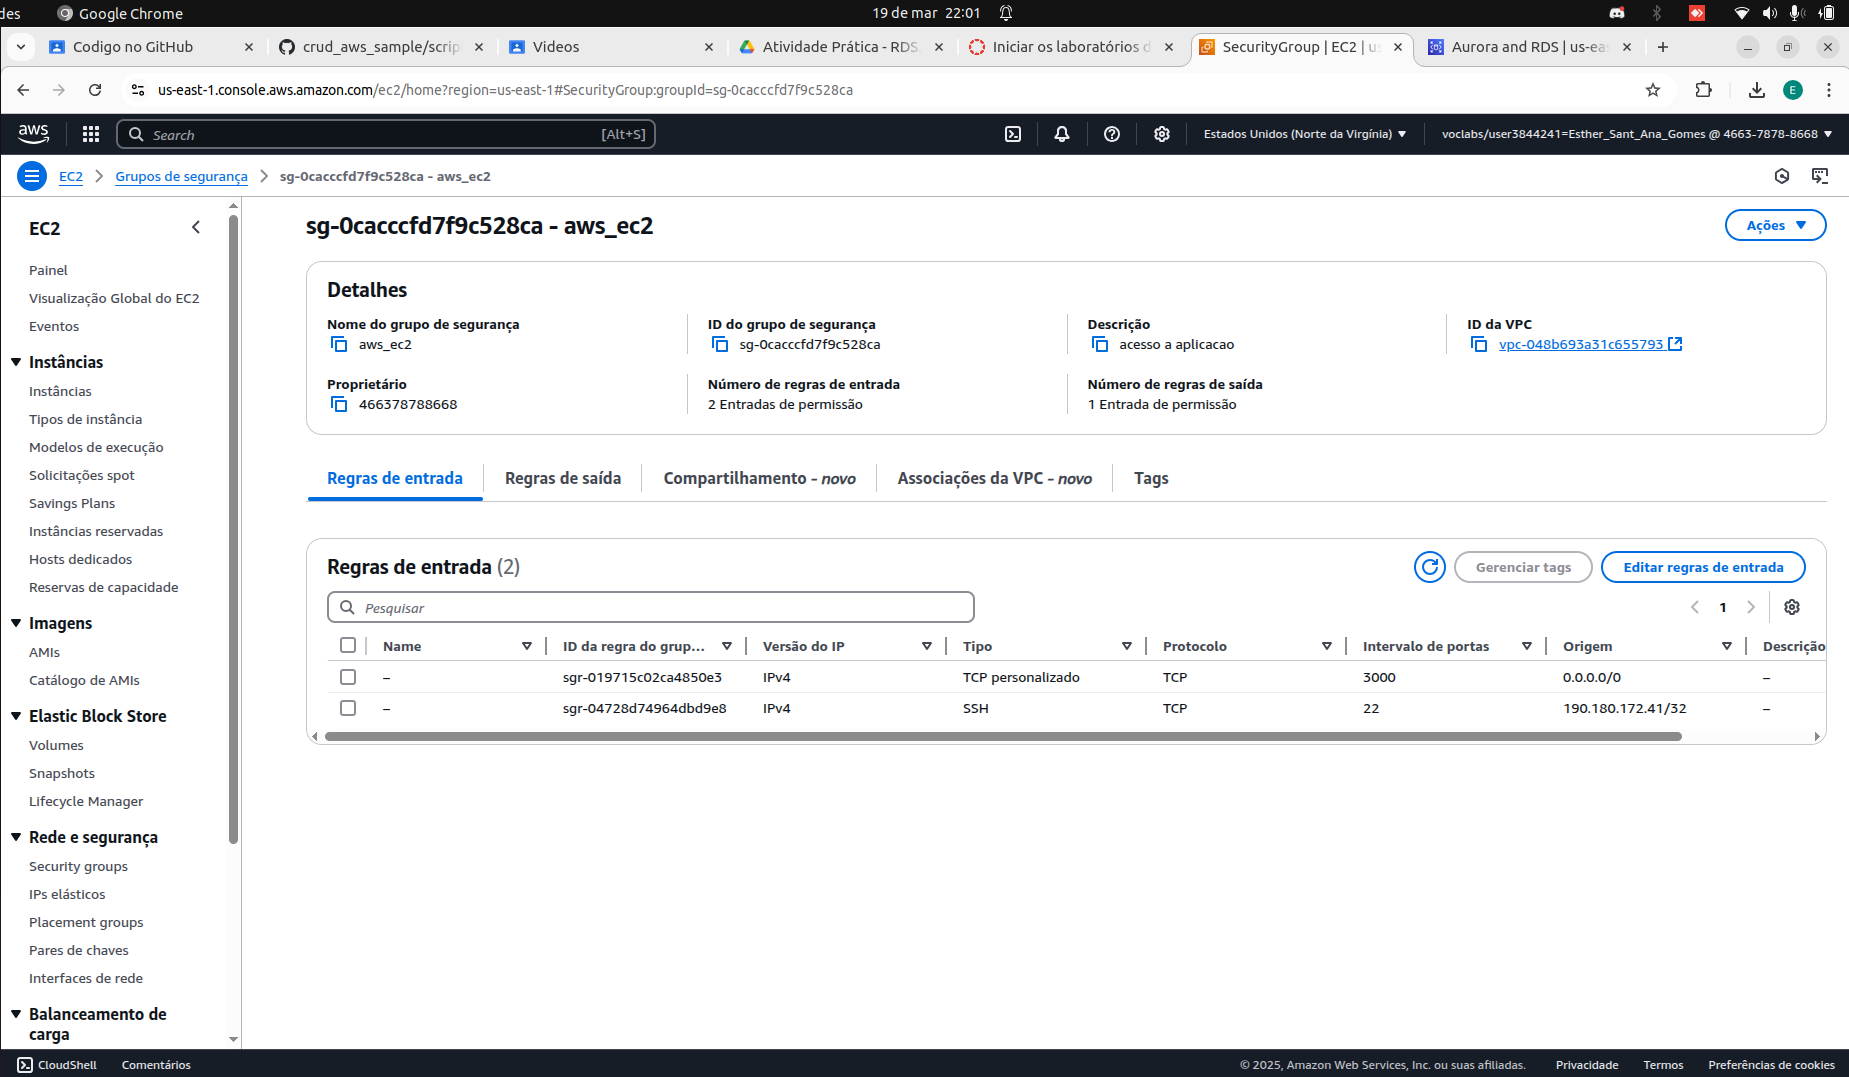 des
Google Chrome
19 de mar 22:01
Codigo no GitHub
crud_aws_sample/scrip
Videos
Atividade Prática - RDS
Iniciar os laboratórios d
SecurityGroup | EC2 | us
Aurora and RDS | us-eas
us-east-1.console.aws.amazon.com/ec2/home?region=us-east-1#SecurityGroup:groupId=sg-0cacccfd7f9c528ca
E
aws
Search
[Alt+S]
Estados Unidos (Norte da Virgínia)
voclabs/user3844241=Esther_Sant_Ana_Gomes @ 4663-7878-8668
EC2
Grupos de segurança
sg-0cacccfd7f9c528ca - aws_ec2
EC2
Painel
Visualização Global do EC2
Eventos
Instâncias
Instâncias
Tipos de instância
Modelos de execução
Solicitações spot
Savings Plans
Instâncias reservadas
Hosts dedicados
Reservas de capacidade
Imagens
AMIs
Catálogo de AMIs
Elastic Block Store
Volumes
Snapshots
Lifecycle Manager
Rede e segurança
Security groups
IPs elásticos
Placement groups
Pares de chaves
Interfaces de rede
Balanceamento de
carga
sg-0cacccfd7f9c528ca - aws_ec2
Ações
Detalhes
Nome do grupo de segurança
aws_ec2
ID do grupo de segurança
sg-0cacccfd7f9c528ca
Descrição
acesso a aplicacao
ID da VPC
vpc-048b693a31c655793
Proprietário
466378788668
Número de regras de entrada
2 Entradas de permissão
Número de regras de saída
1 Entrada de permissão
Regras de entrada
Regras de saída
Compartilhamento - novo
Associações da VPC - novo
Tags
Regras de entrada (2)
Gerenciar tags
Editar regras de entrada
Pesquisar
1
Name
ID da regra do grup...
Versão do IP
Tipo
Protocolo
Intervalo de portas
Origem
Descrição
– sgr-019715c02ca4850e3 IPv4 TCP personalizado TCP 3000 0.0.0.0/0 –
– sgr-04728d74964dbd9e8 IPv4 SSH TCP 22 190.180.172.41/32 –
CloudShell
Comentários
© 2025, Amazon Web Services, Inc. ou suas afiliadas.
Privacidade
Termos
Preferências de cookies